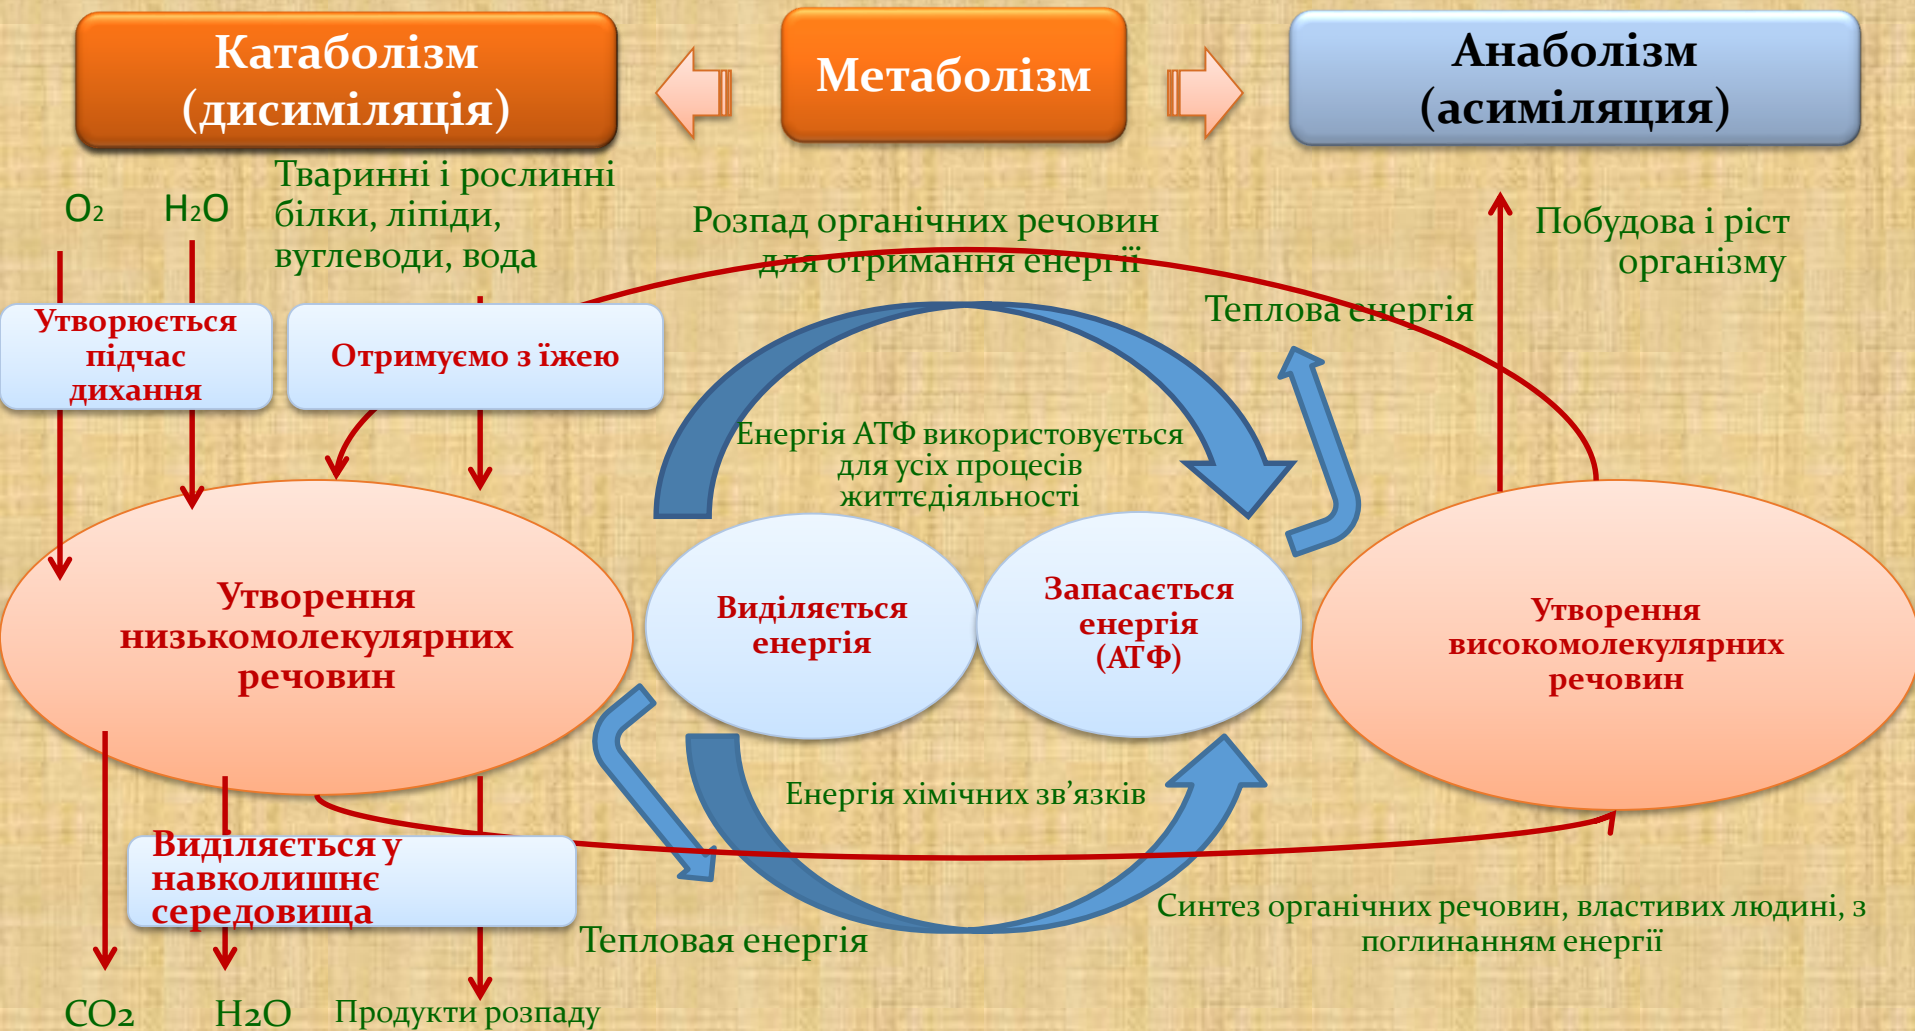 Катаболізм
(дисиміляція)
Метаболізм
Анаболізм
(асиміляция)
O2
H2O
Тваринні і рослинні
білки, ліпіди,
вуглеводи, вода
Розпад органічних речовин
для отримання енергії
Побудова і ріст
організму
Теплова енергія
Утворюється
підчас
дихання
Отримуємо з їжею
Енергія АТФ використовується
для усіх процесів
життєдіяльності
Утворення
низькомолекулярних
речовин
Виділяється
енергія
Запасається
енергія
(АТФ)
Утворення
високомолекулярних
речовин
Енергія хімічних зв’язків
Виділяється у
навколишнє
середовища
Тепловая енергія
Синтез органічних речовин, властивих людині, з
поглинанням енергії
CO2
H2O
Продукти розпаду